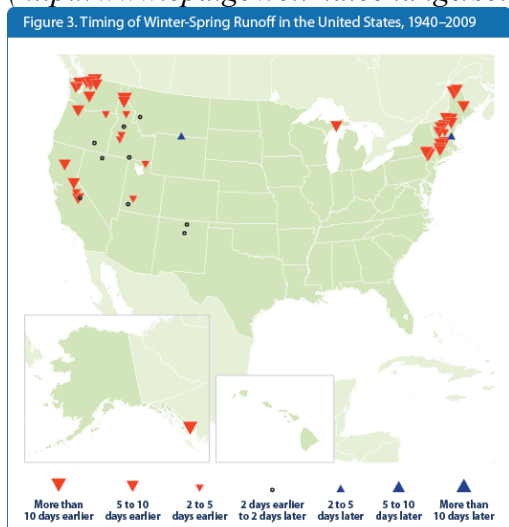 Figure 3. Timing of Winter-Spring Runoff in the United States, 1940–2009
More than
10 days earlier
5 to 10
days earlier
2 to 5
days earlier
2 days earlier
to 2 days later
2 to 5
days later
5 to 10
days later
More than
10 days later